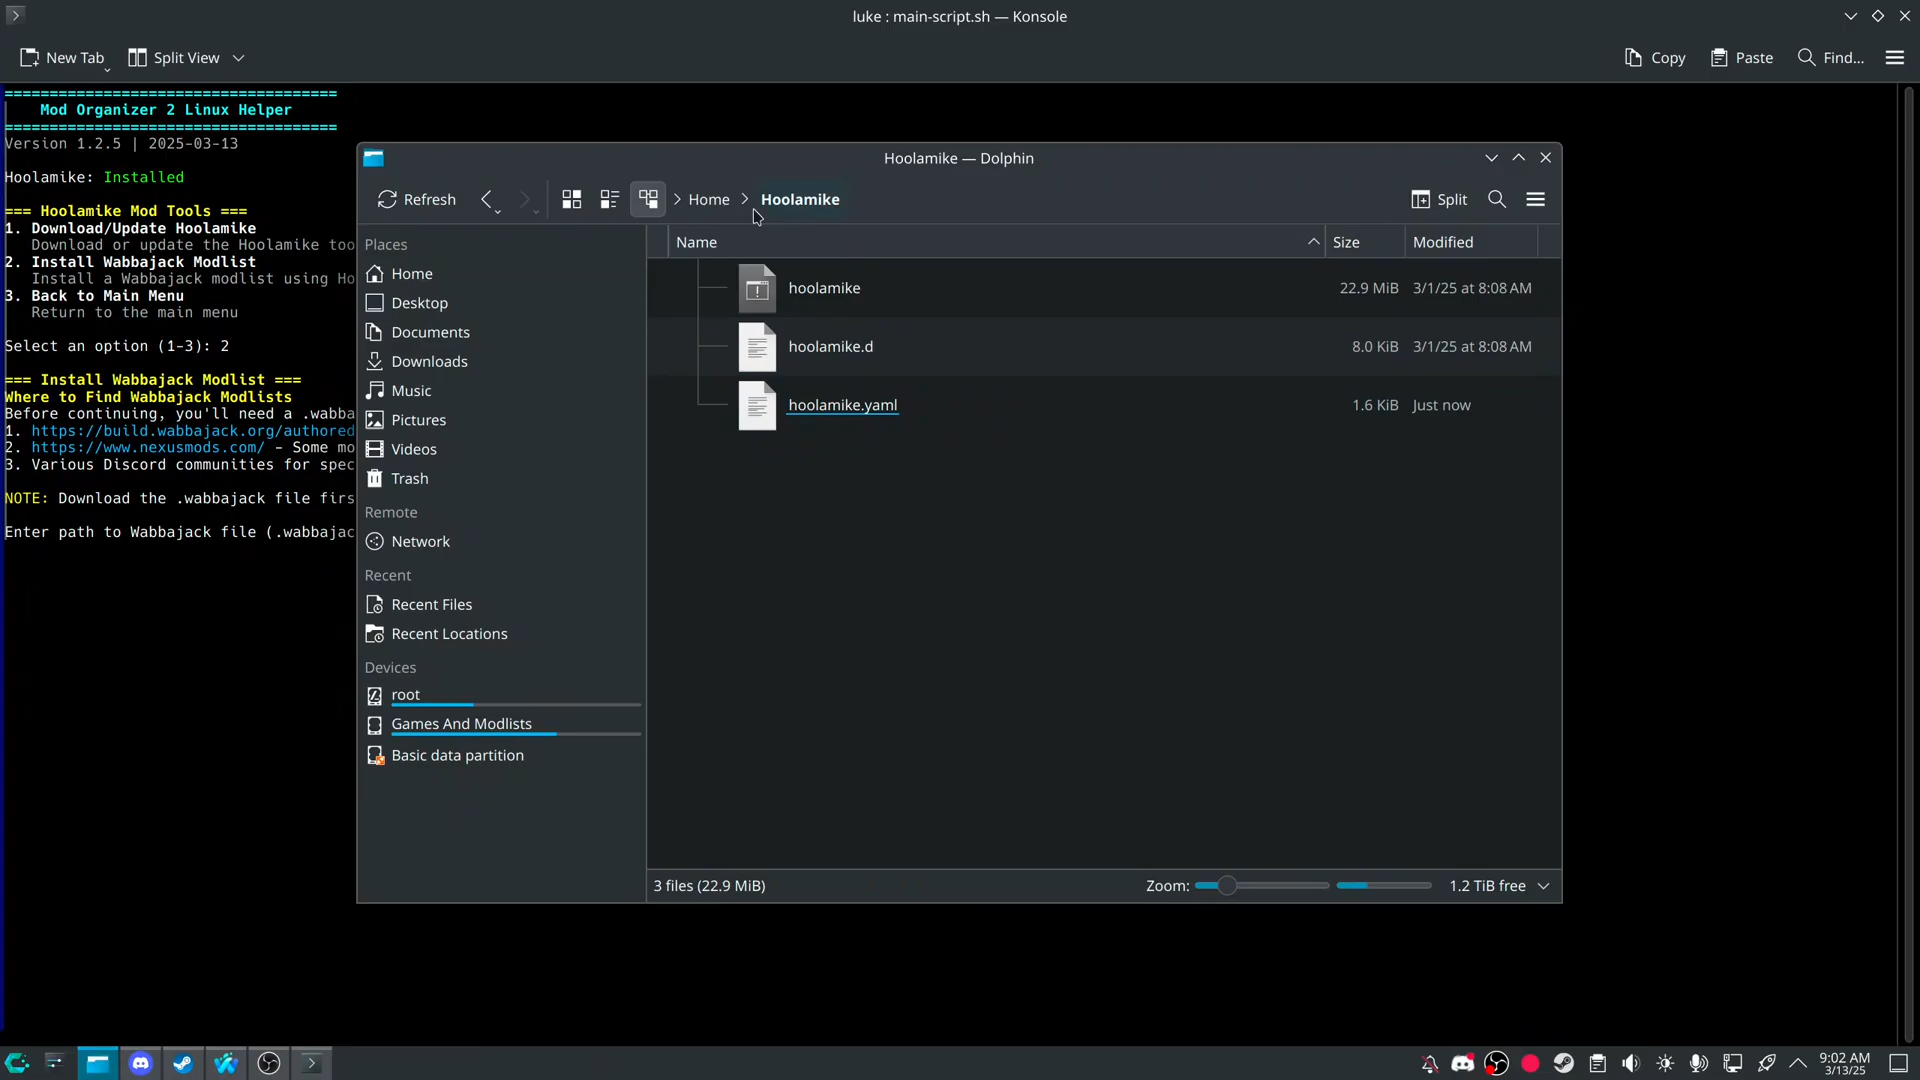 luke : main-script.sh — Konsole
New Tab
Split View
Copy
Paste
Find...
======================================
Mod Organizer 2 Linux Helper
======================================
Version 1.2.5 | 2025-03-13
Hoolamike: Installed
=== Hoolamike Mod Tools ===
1. Download/Update Hoolamike
Download or update the Hoolamike too
2. Install Wabbajack Modlist
Install a Wabbajack modlist using Ho
3. Back to Main Menu
Return to the main menu
Select an option (1-3): 2
=== Install Wabbajack Modlist ===
Where to Find Wabbajack Modlists
Before continuing, you'll need a .wabba
1. https://build.wabbajack.org/authored
2. https://www.nexusmods.com/ - Some mo
3. Various Discord communities for spec
NOTE: Download the .wabbajack file firs
Enter path to Wabbajack file (.wabbajac
Hoolamike — Dolphin
Refresh
Home
Hoolamike
Split
Places
Home
Desktop
Documents
Downloads
Music
Pictures
Videos
Trash
Remote
Network
Recent
Recent Files
Recent Locations
Devices
root
Games And Modlists
Basic data partition
Name Size Modified
hoolamike 22.9 MiB 3/1/25 at 8:08 AM
hoolamike.d 8.0 KiB 3/1/25 at 8:08 AM
hoolamike.yaml 1.6 KiB Just now
3 files (22.9 MiB)
Zoom:
1.2 TiB free
9:02 AM
3/13/25